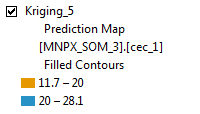 Kriging_5
Prediction Map
[MNPX_SOM_3].[cec_1]
Filled Contours
11.7 – 20
20 – 28.1